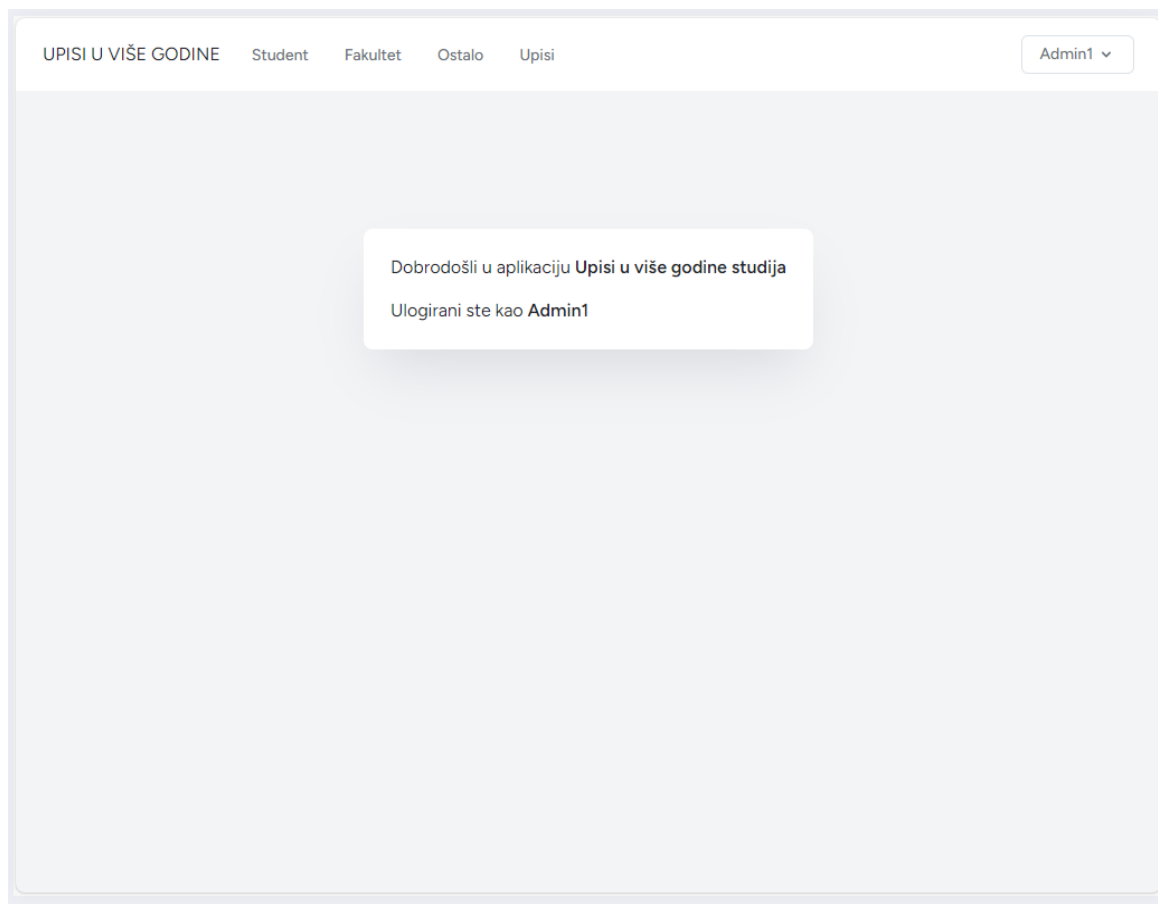 UPISI U VIŠE GODINE Student Fakultet Ostalo Upisi Admin1
Dobrodošli u aplikaciju Upisi u više godine studija
Ulogirani ste kao Admin1